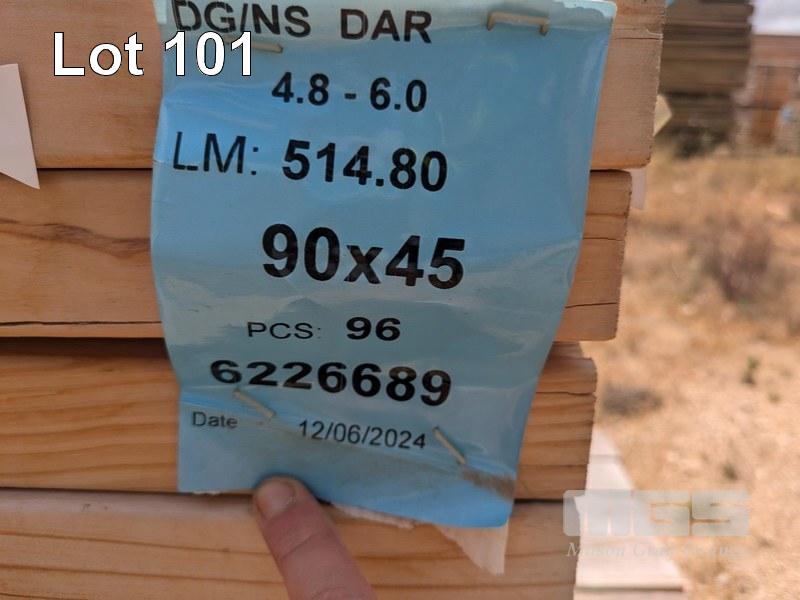 Lot 101
DG/NS DAR
4.8 - 6.0
LM: 514.80
90x45
PCS: 96
6226689
Date 12/06/2024
MGS